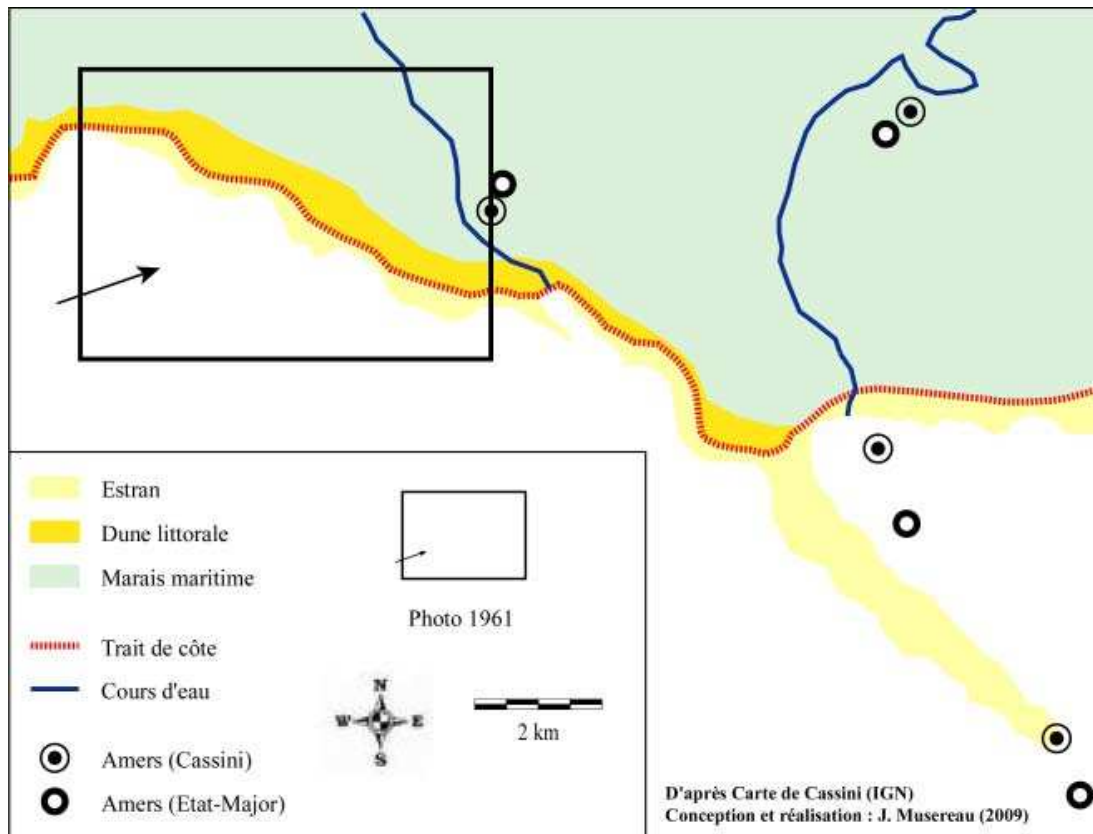 Estran
Dune littorale
Marais maritime
Photo 1961
Trait de côte
Cours d'eau
N
W E
S
2 km
Amers (Cassini)
Amers (Etat-Major)
D'après Carte de Cassini (IGN)
Conception et réalisation : J. Musereau (2009)